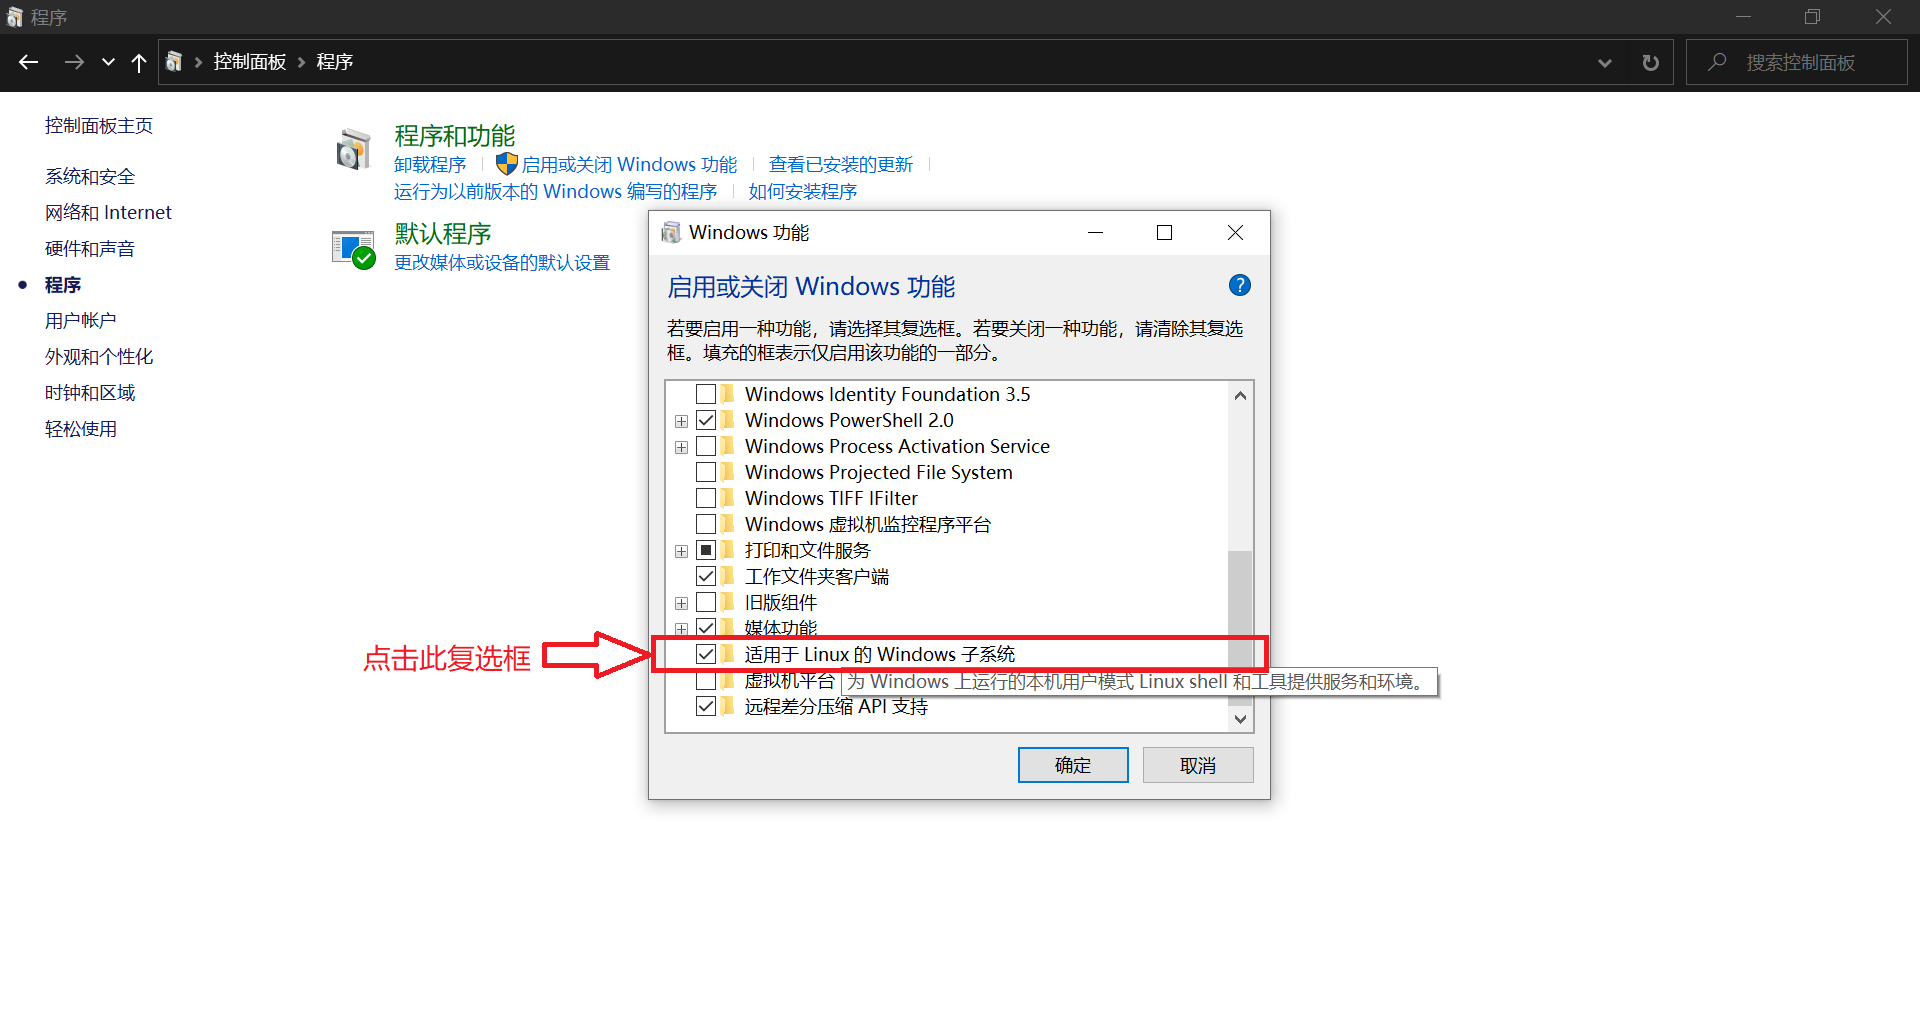 程序
控制面板 程序
搜索控制面板
控制面板主页
系统和安全
网络和 Internet
硬件和声音
程序
用户帐户
外观和个性化
时钟和区域
轻松使用
程序和功能
卸载程序 启用或关闭 Windows 功能 查看已安装的更新
运行为以前版本的 Windows 编写的程序 如何安装程序
默认程序
更改媒体或设备的默认设置
Windows 功能
启用或关闭 Windows 功能
若要启用一种功能，请选择其复选框。若要关闭一种功能，请清除其复选
框。填充的框表示仅启用该功能的一部分。
Windows Identity Foundation 3.5
Windows PowerShell 2.0
Windows Process Activation Service
Windows Projected File System
Windows TIFF IFilter
Windows 虚拟机监控程序平台
打印和文件服务
工作文件夹客户端
旧版组件
媒体功能
点击此复选框
适用于 Linux 的 Windows 子系统
虚拟机平台
为 Windows 上运行的本机用户模式 Linux shell 和工具提供服务和环境。
远程差分压缩 API 支持
确定 取消